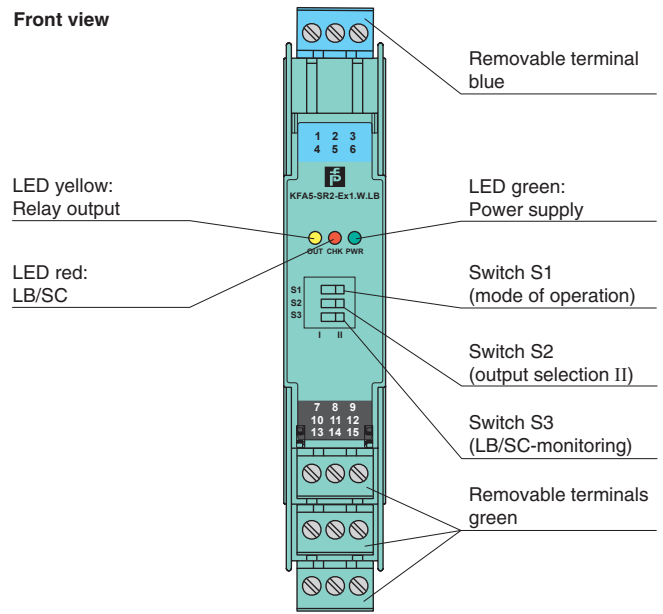 Front view
Removable terminal
blue
1 2 3
4 5 6
KFA5-SR2-Ex1.W.LB
LED yellow:
Relay output
LED green:
Power supply
OUT CHK PWR
LED red:
LB/SC
Switch S1
(mode of operation)
S1
S2
S3
I II
Switch S2
(output selection II)
Switch S3
(LB/SC-monitoring)
7 8 9
10 11 12
13 14 15
Removable terminals
green